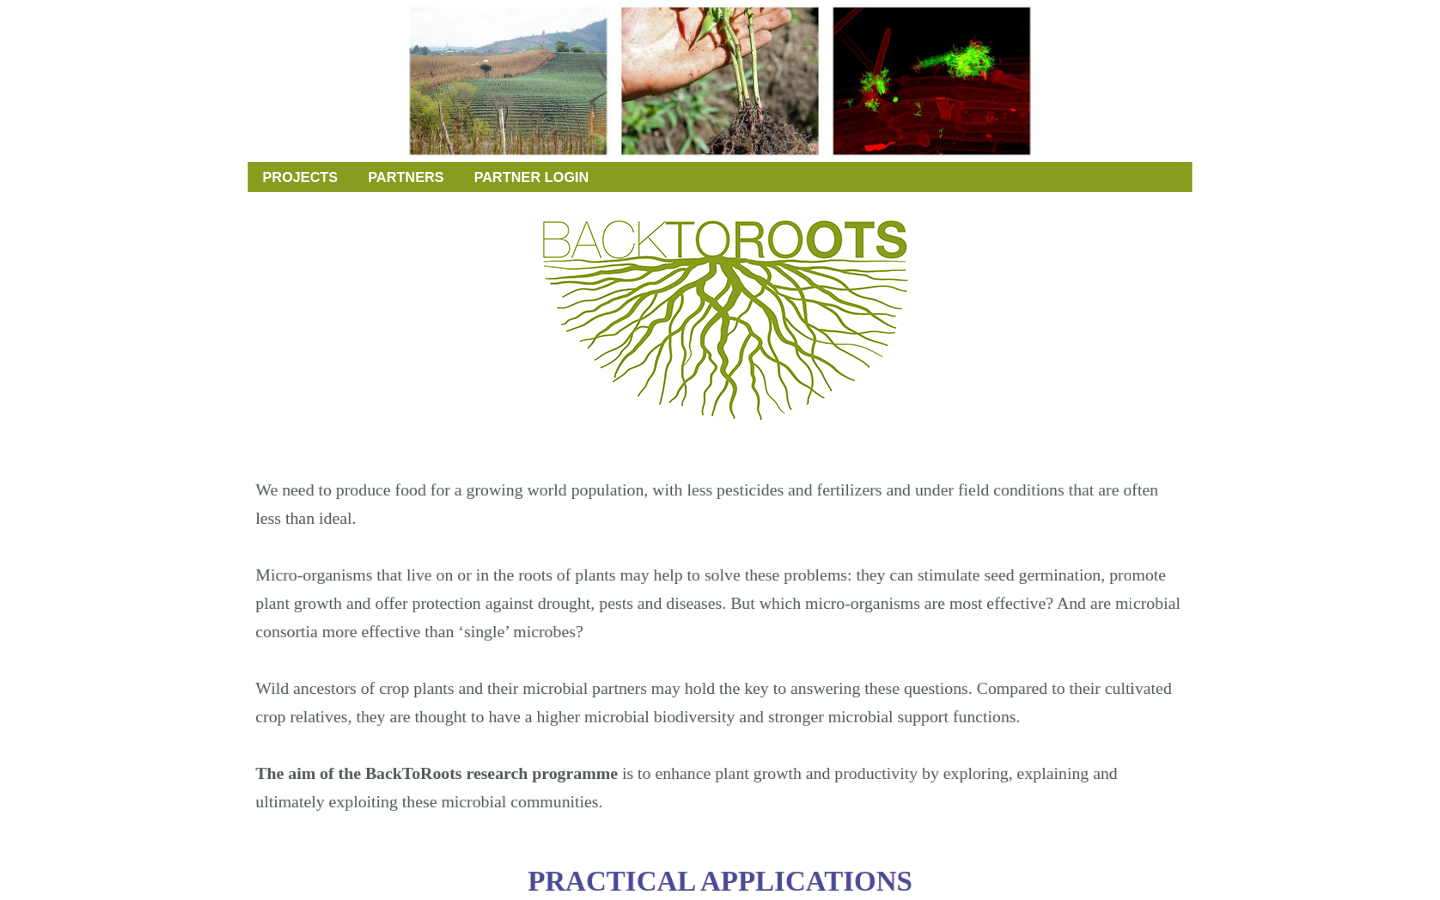 PROJECTS PARTNERS PARTNER LOGIN
BACKTOROOTS
We need to produce food for a growing world population, with less pesticides and fertilizers and under field conditions that are often
less than ideal.
Micro-organisms that live on or in the roots of plants may help to solve these problems: they can stimulate seed germination, promote
plant growth and offer protection against drought, pests and diseases. But which micro-organisms are most effective? And are microbial
consortia more effective than ‘single’ microbes?
Wild ancestors of crop plants and their microbial partners may hold the key to answering these questions. Compared to their cultivated
crop relatives, they are thought to have a higher microbial biodiversity and stronger microbial support functions.
The aim of the BackToRoots research programme is to enhance plant growth and productivity by exploring, explaining and
ultimately exploiting these microbial communities.
PRACTICAL APPLICATIONS